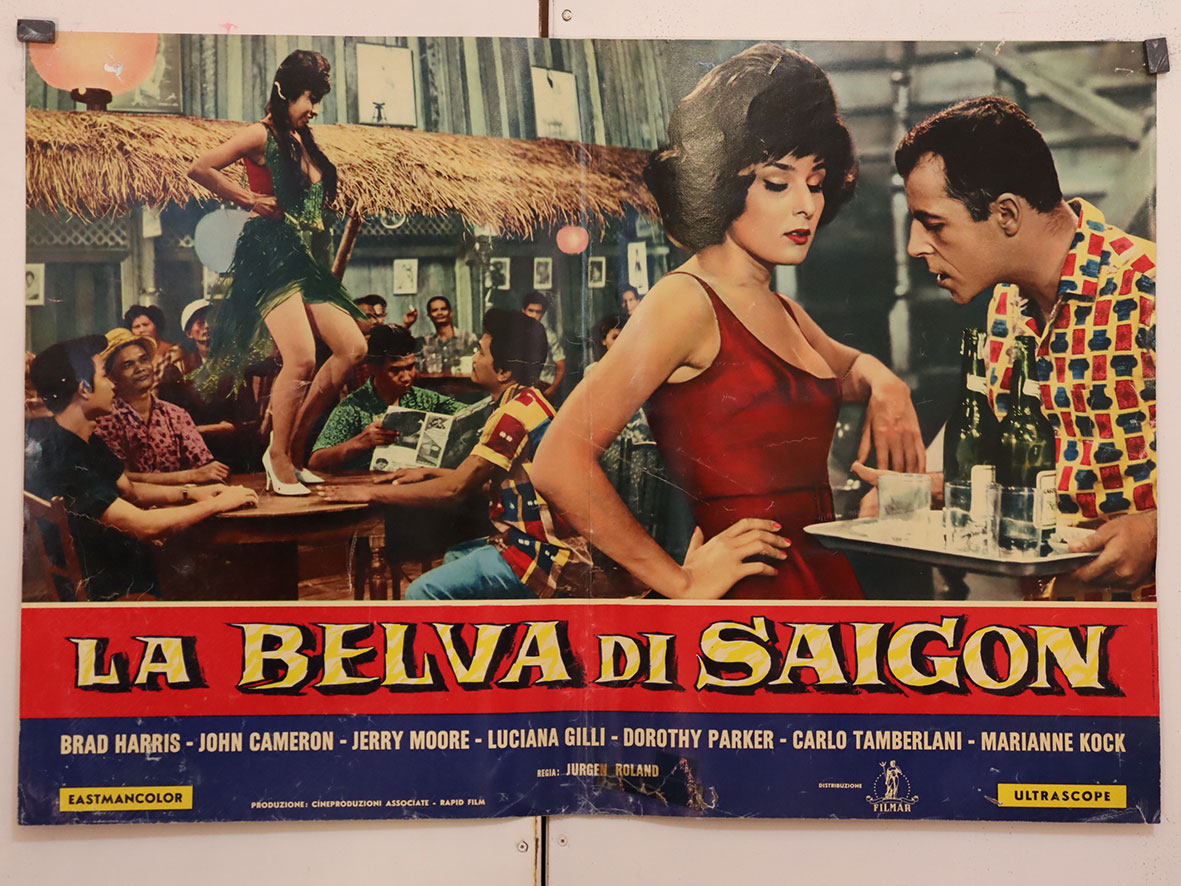 LA BELVA DI SAIGON
BRAD HARRIS - JOHN CAMERON - JERRY MOORE - LUCIANA GILLI - DOROTHY PARKER - CARLO TAMBERLANI - MARIANNE KOCK
REGIA: JURGEN ROLAND
EASTMANCOLOR
PRODUZIONE: CINEPRODUZIONI ASSOCIATE - RAPID FILM
DISTRIBUZIONE
FILMAR
ULTRASCOPE